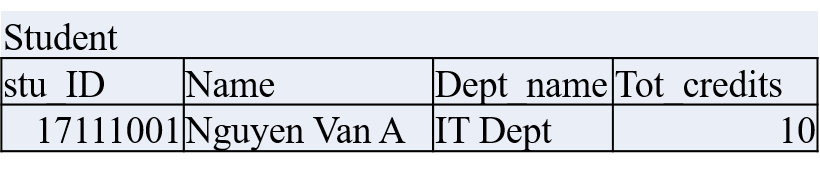 Student
stu_ID Name Dept_name Tot_credits
17111001 Nguyen Van A IT Dept 10